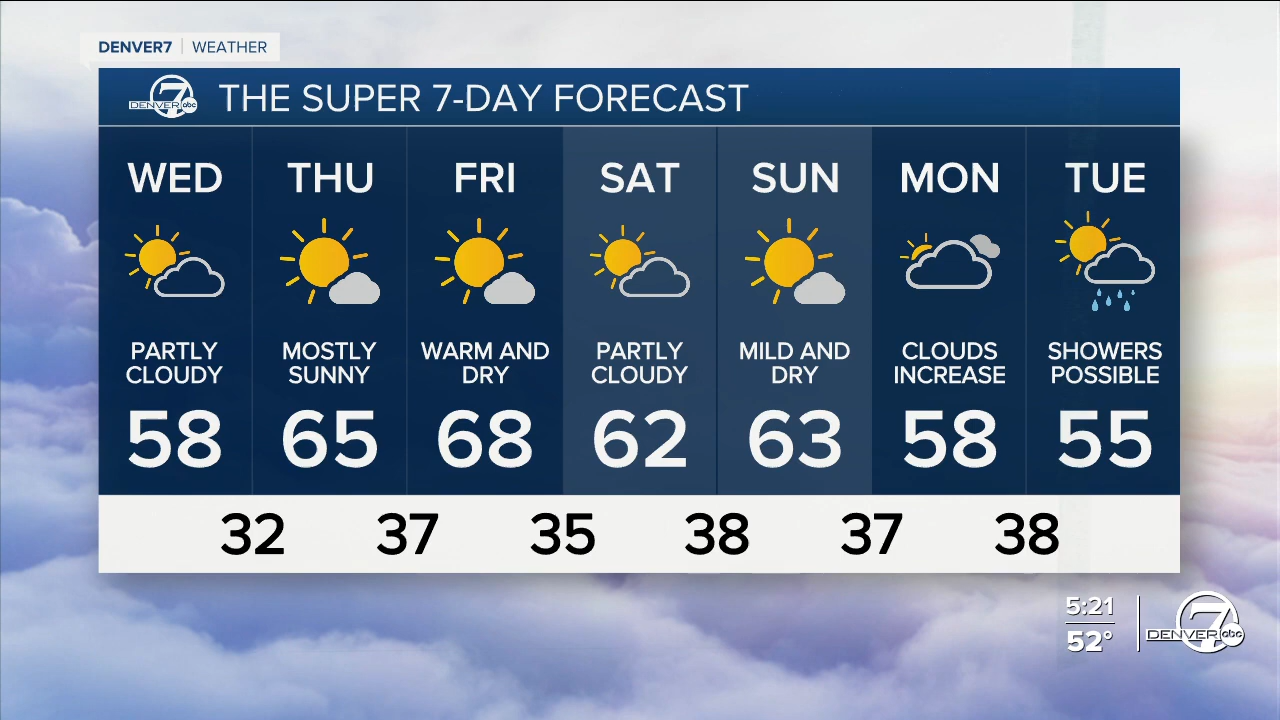 DENVER7 | WEATHER
7 DENVER abc
THE SUPER 7-DAY FORECAST
WED THU FRI SAT SUN MON TUE
PARTLY CLOUDY
MOSTLY SUNNY
WARM AND DRY
PARTLY CLOUDY
MILD AND DRY
CLOUDS INCREASE
SHOWERS POSSIBLE
58 65 68 62 63 58 55
32 37 35 38 37 38
5:21
52°
7 DENVER abc